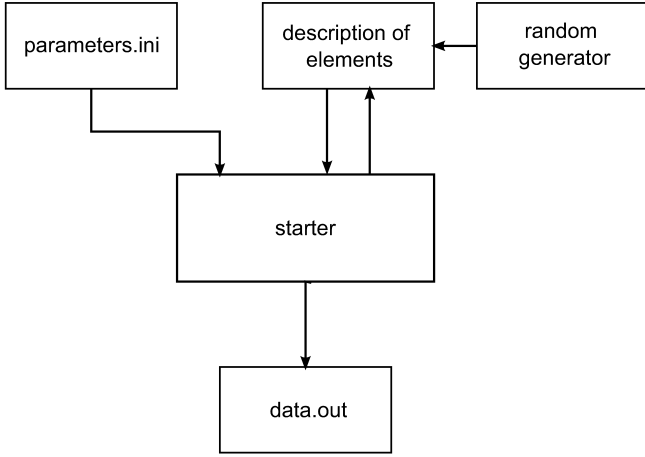 parameters.ini
description of
elements
random
generator
starter
data.out